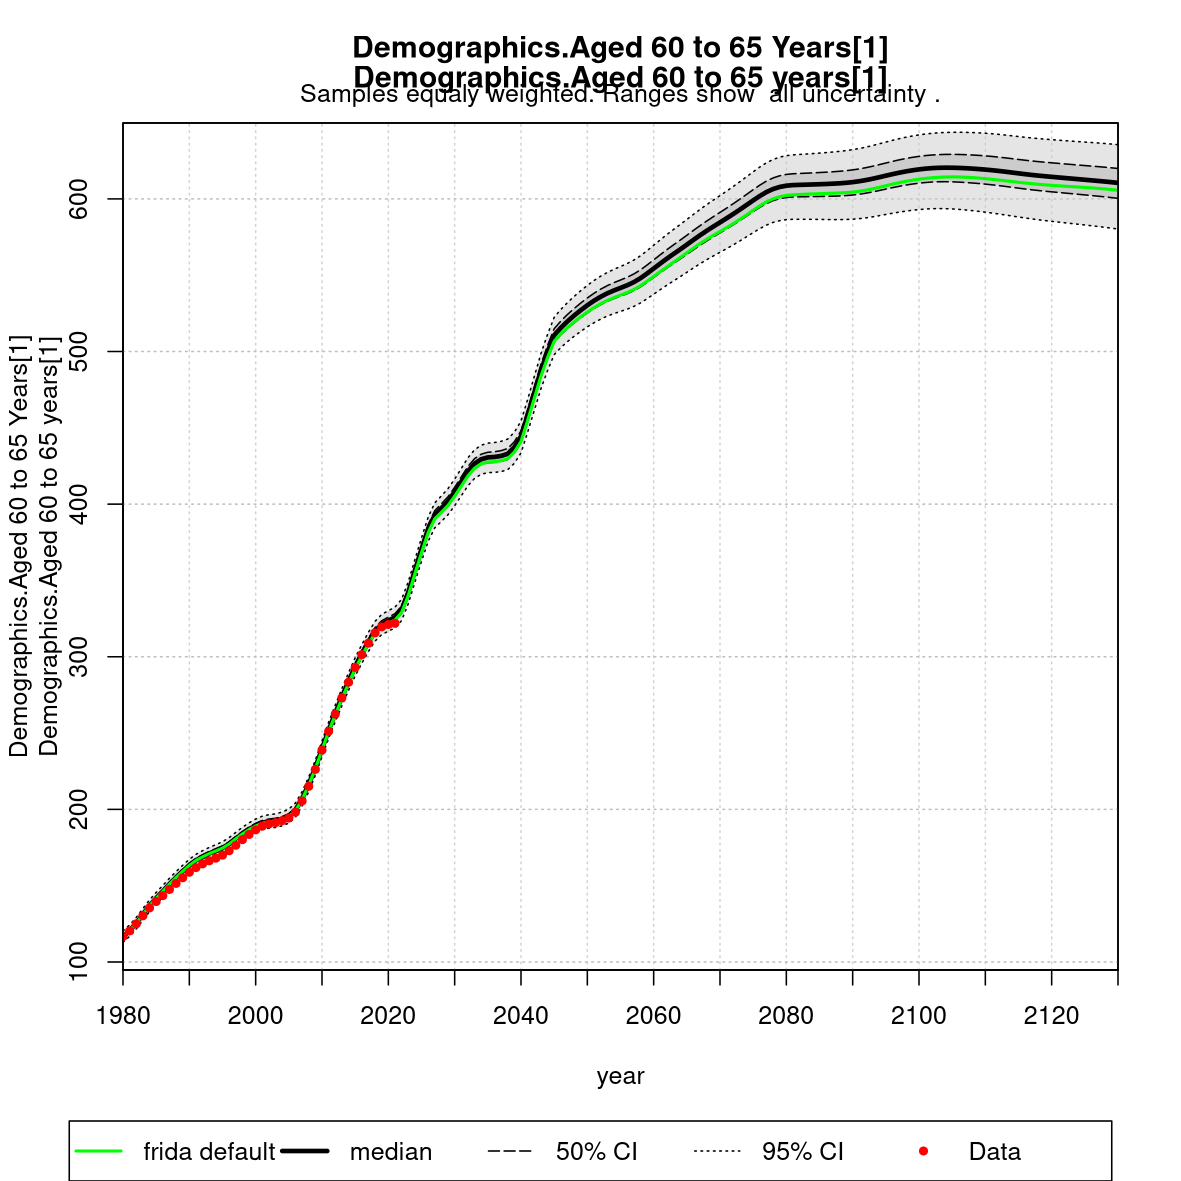 Demographics.Aged 60 to 65 Years[1]
Demographics.Aged 60 to 65 years[1]
Samples equaly weighted. Ranges show  all uncertainty .
Demographics.Aged 60 to 65 Years[1]
Demographics.Aged 60 to 65 years[1]
600
500
400
300
200
100
1980 2000 2020 2040 2060 2080 2100 2120
year
frida default median 50% CI 95% CI Data